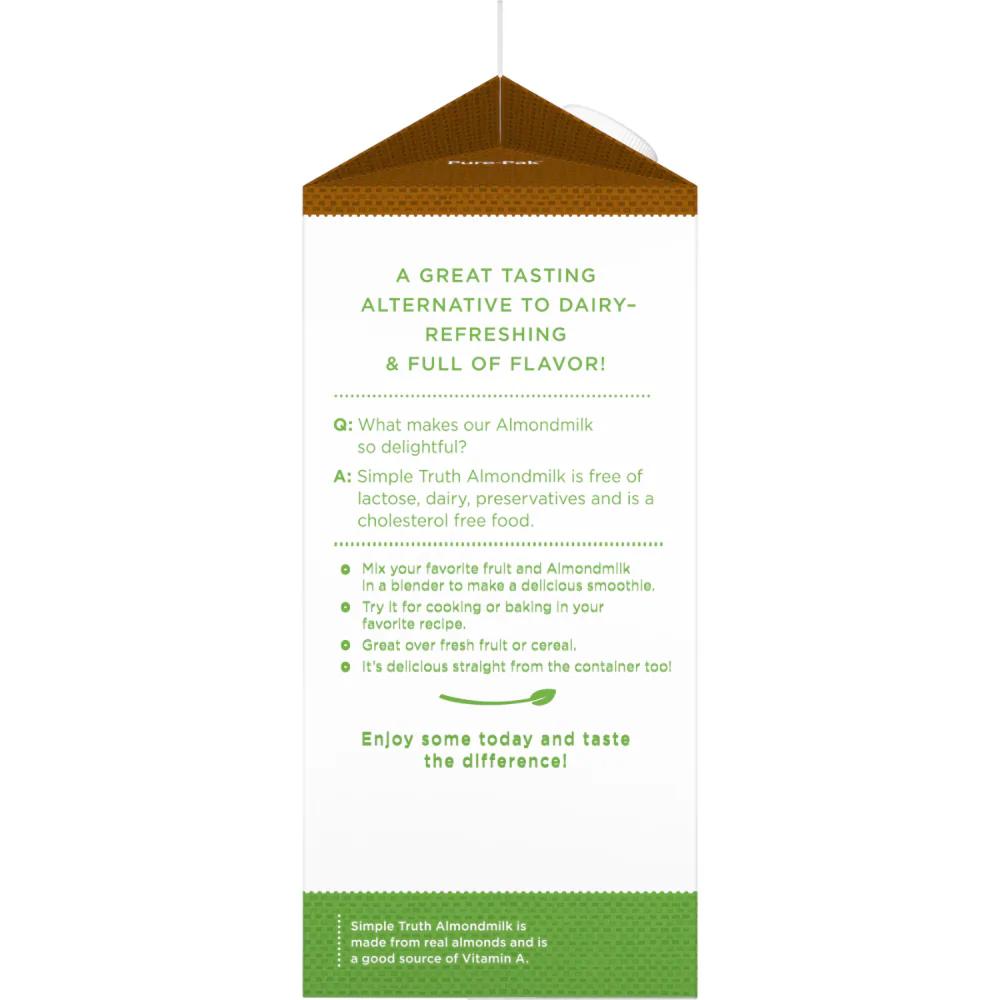 Pure-Pak
A GREAT TASTING
ALTERNATIVE TO DAIRY–
REFRESHING
& FULL OF FLAVOR!
Q: What makes our Almondmilk
so delightful?
A: Simple Truth Almondmilk is free of
lactose, dairy, preservatives and is a
cholesterol free food.
Mix your favorite fruit and Almondmilk
in a blender to make a delicious smoothie.
Try it for cooking or baking in your
favorite recipe.
Great over fresh fruit or cereal.
It's delicious straight from the container too!
Enjoy some today and taste
the difference!
Simple Truth Almondmilk is
made from real almonds and is
a good source of Vitamin A.